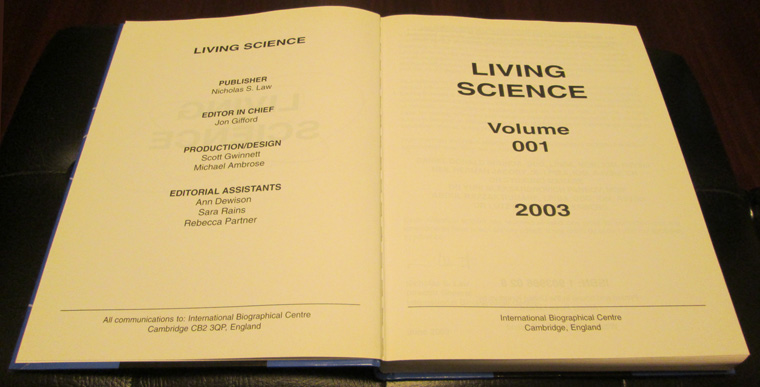 LIVING SCIENCE
PUBLISHER
Nicholas S. Law
EDITOR IN CHIEF
Jon Gifford
PRODUCTION/DESIGN
Scott Gwinnett
Michael Ambrose
EDITORIAL ASSISTANTS
Ann Dewison
Sara Rains
Rebecca Partner
All communications to: International Biographical Centre
Cambridge CB2 3QP, England
LIVING
SCIENCE
Volume
001
2003
International Biographical Centre
Cambridge, England